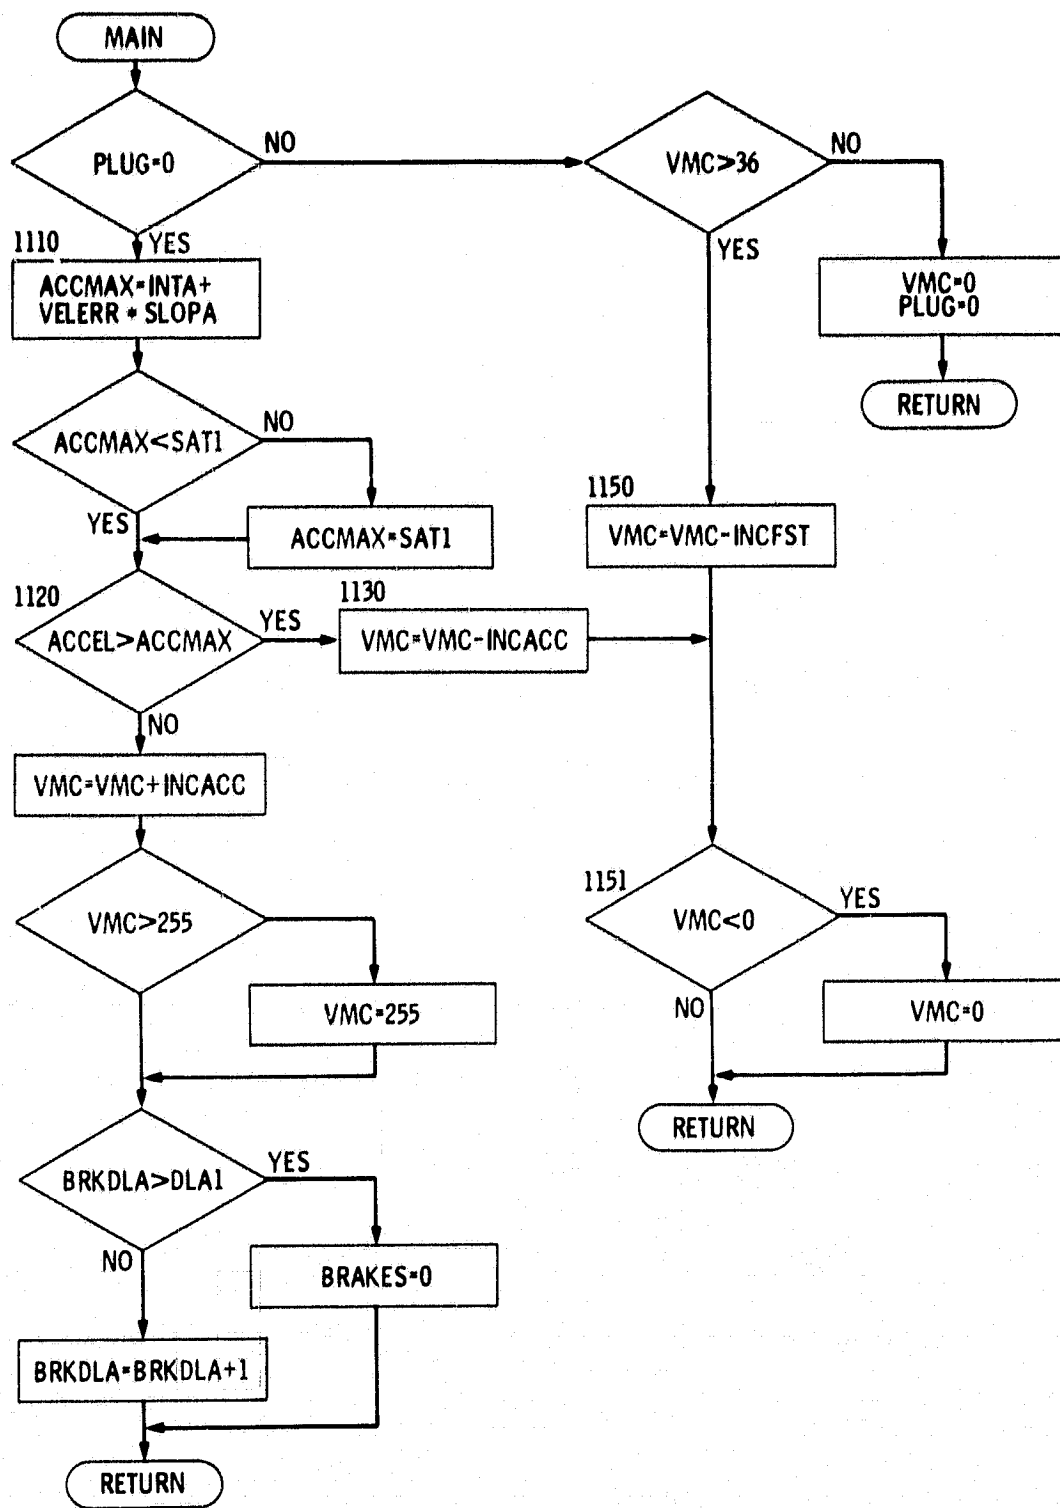 MAIN
PLUG=0
NO
YES
1110
ACCMAX=INTA+
VELERR * SLOPA
ACCMAX<SAT1
NO
YES
ACCMAX=SAT1
1120
ACCEL>ACCMAX
YES
1130
VMC=VMC-INCACC
NO
VMC=VMC+INCACC
VMC>255
VMC=255
BRKDLA>DLA1
YES
NO
BRAKES=0
BRKDLA=BRKDLA+1
RETURN
VMC>36
NO
YES
VMC=0
PLUG=0
RETURN
1150
VMC=VMC-INCFST
1151
VMC<0
YES
NO
VMC=0
RETURN